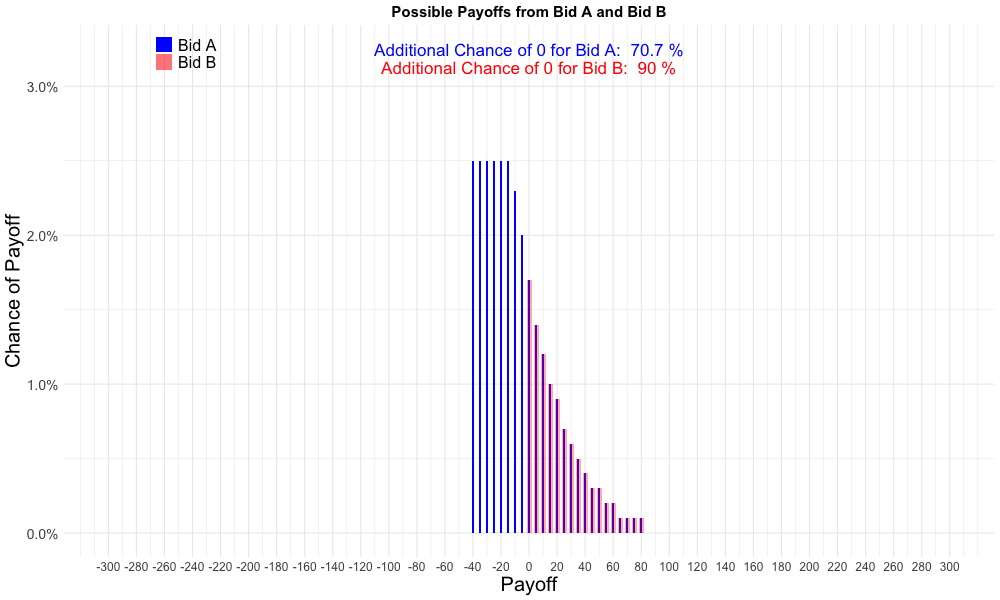 Possible Payoffs from Bid A and Bid B
Bid A
Bid B
Additional Chance of 0 for Bid A:  70.7 %
Additional Chance of 0 for Bid B:  90 %
Chance of Payoff
3.0%
2.0%
1.0%
0.0%
-300 -280 -260 -240 -220 -200 -180 -160 -140 -120 -100 -80 -60 -40 -20 0 20 40 60 80 100 120 140 160 180 200 220 240 260 280 300
Payoff